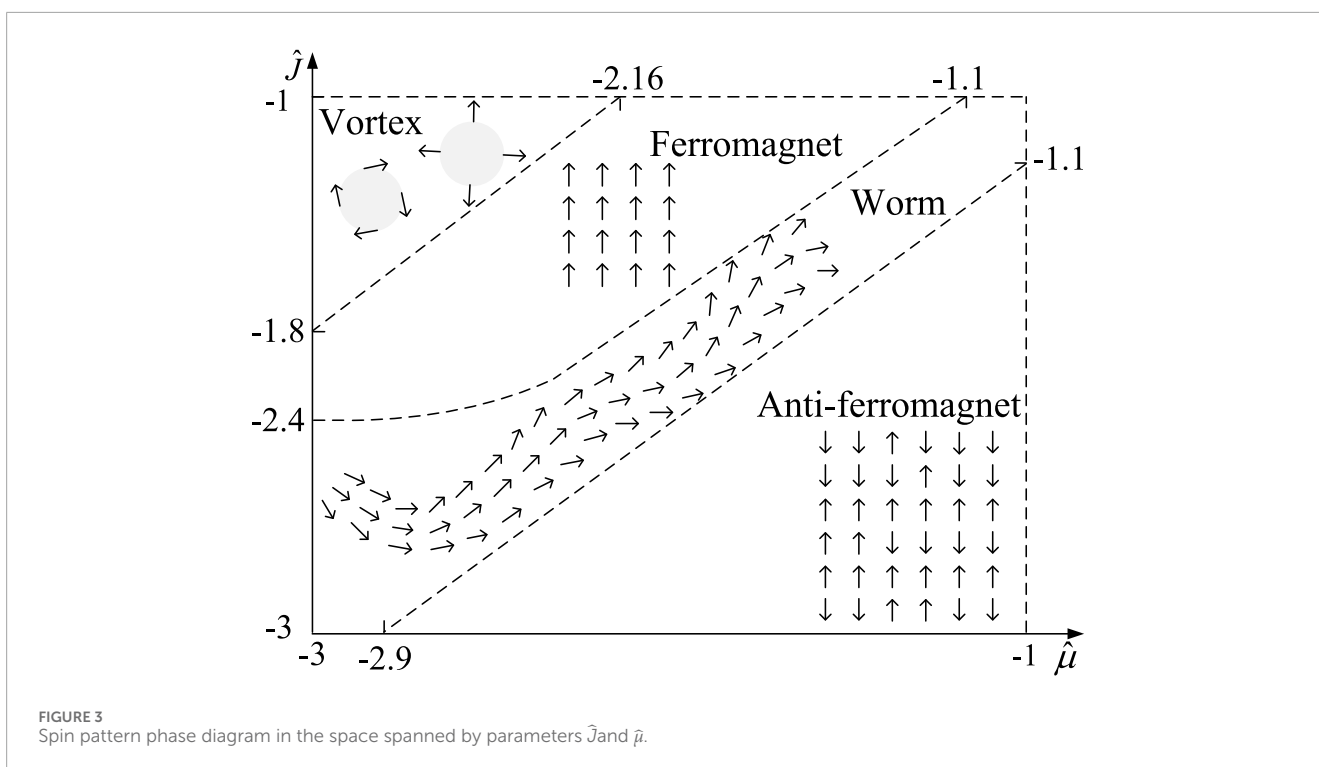 Ĵ
-1
-2.16
-1.1
Vortex
Ferromagnet
-1.1
Worm
-1.8
-2.4
Anti-ferromagnet
-3
-3
-2.9
-1
μ̂
FIGURE 3
Spin pattern phase diagram in the space spanned by parameters Ĵand μ̂.